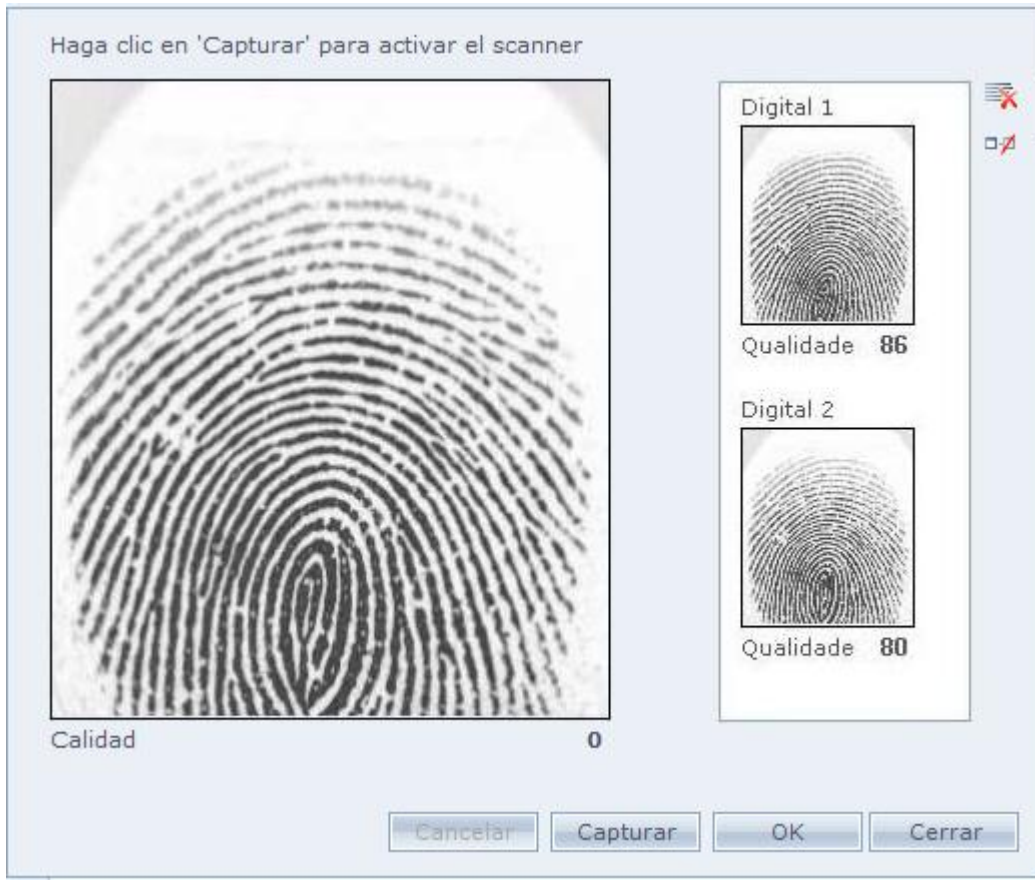 Haga clic en 'Capturar' para activar el scanner
Digital 1
Qualidade 86
Digital 2
Qualidade 80
Calidad 0
Cancelar Capturar OK Cerrar